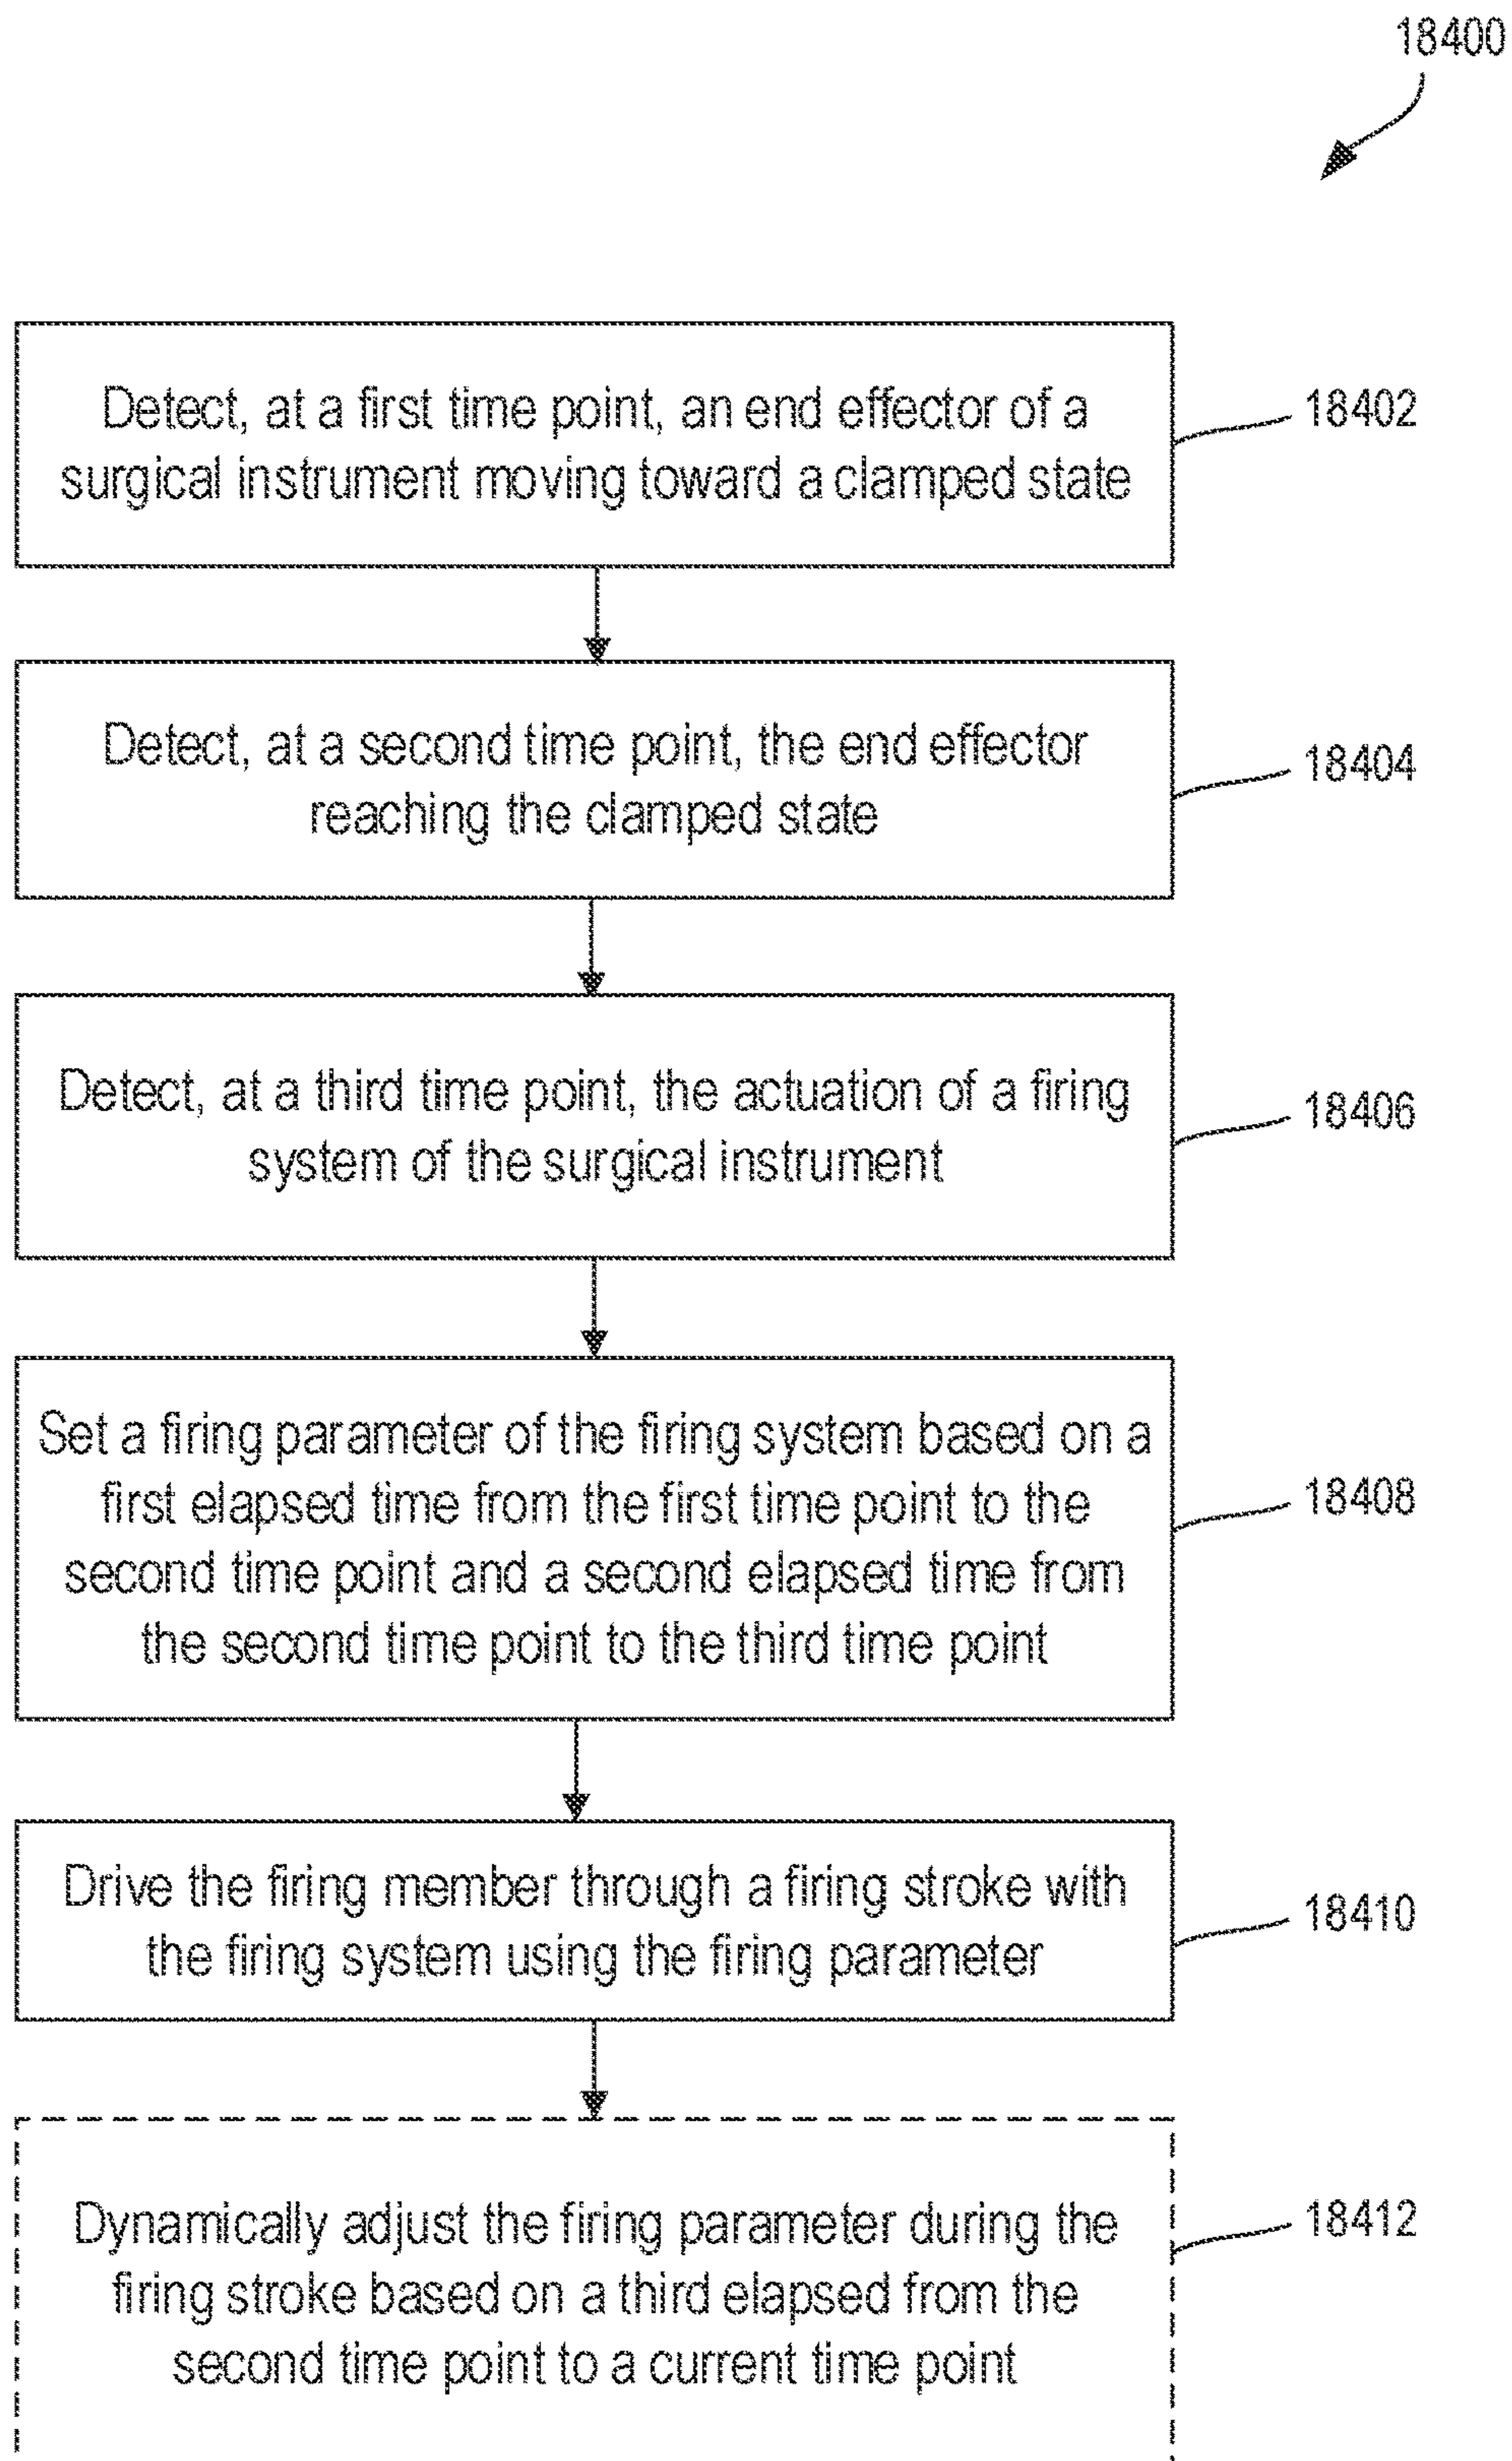 18400
Detect, at a first time point, an end effector of a
surgical instrument moving toward a clamped state
18402
Detect, at a second time point, the end effector
reaching the clamped state
18404
Detect, at a third time point, the actuation of a firing
system of the surgical instrument
18406
Set a firing parameter of the firing system based on a
first elapsed time from the first time point to the
second time point and a second elapsed time from
the second time point to the third time point
18408
Drive the firing member through a firing stroke with
the firing system using the firing parameter
18410
Dynamically adjust the firing parameter during the
firing stroke based on a third elapsed from the
second time point to a current time point
18412